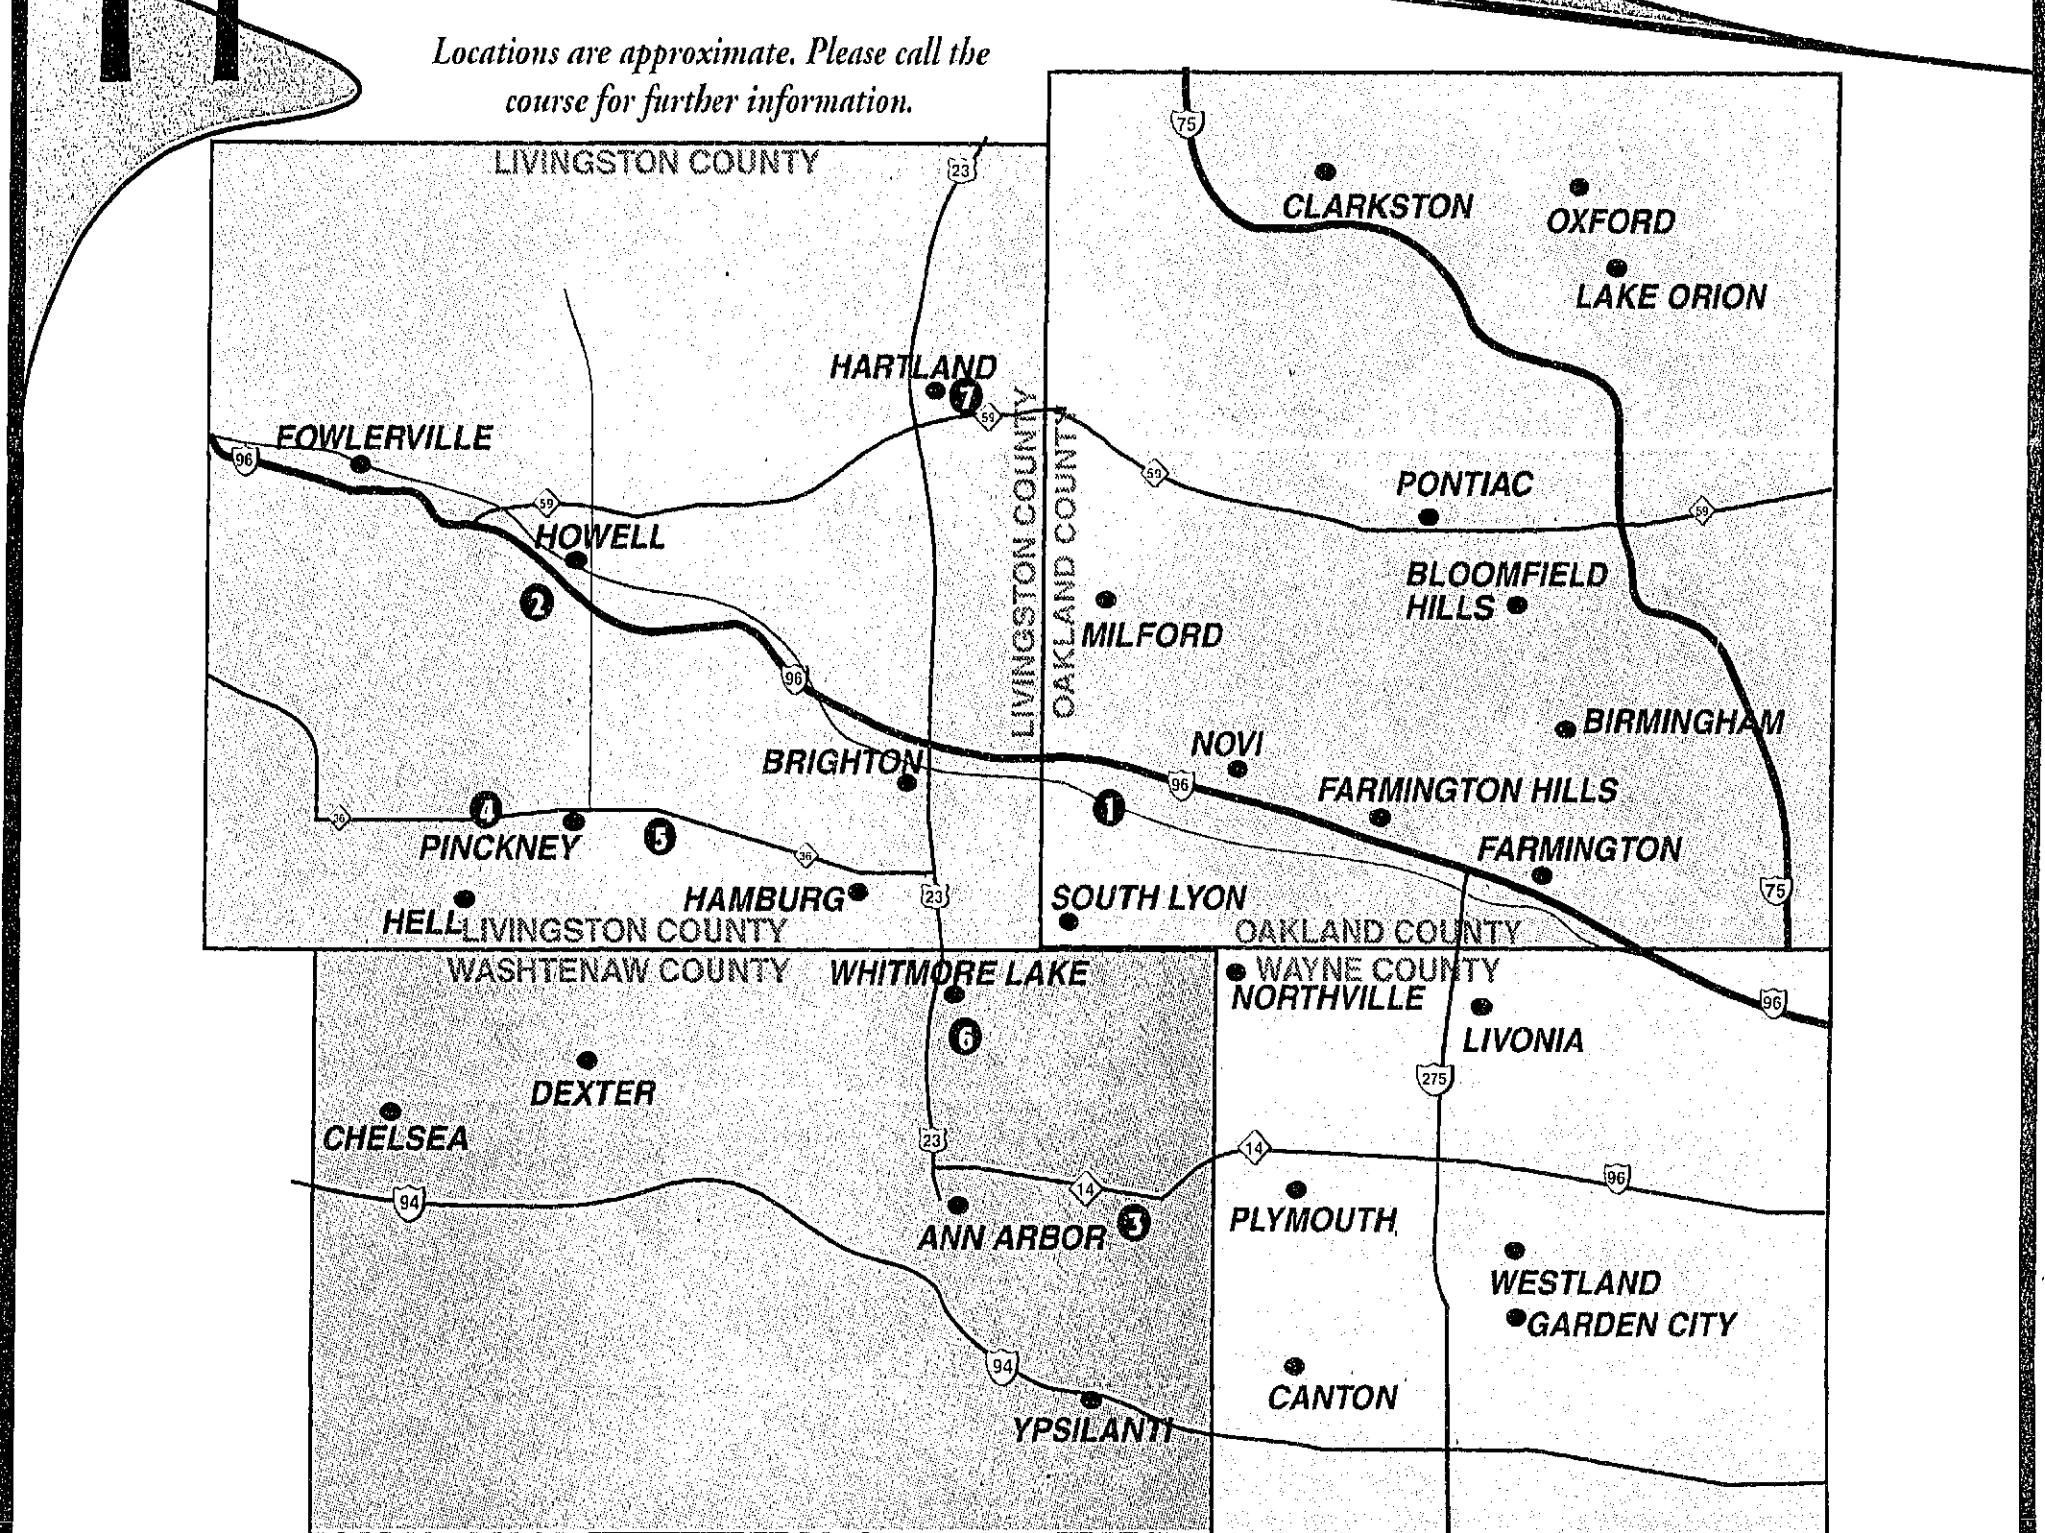 Locations are approximate. Please call the
course for further information.
LIVINGSTON COUNTY
23
75
CLARKSTON
OXFORD
LAKE ORION
HARTLAND
7
59
LIVINGSTON COUNTY
OAKLAND COUNTY
59
FOWLERVILLE
96
59
HOWELL
2
PONTIAC
59
BLOOMFIELD
HILLS
MILFORD
96
BIRMINGHAM
BRIGHTON
NOVI
96
1
FARMINGTON HILLS
FARMINGTON
75
36
4
PINCKNEY
5
36
HAMBURG
23
SOUTH LYON
HELL
LIVINGSTON COUNTY
OAKLAND COUNTY
WASHTENAW COUNTY
WHITMORE LAKE
WAYNE COUNTY
NORTHVILLE
96
6
LIVONIA
DEXTER
275
CHELSEA
23
14
14
96
94
ANN ARBOR
3
PLYMOUTH
WESTLAND
GARDEN CITY
94
CANTON
YPSILANTI